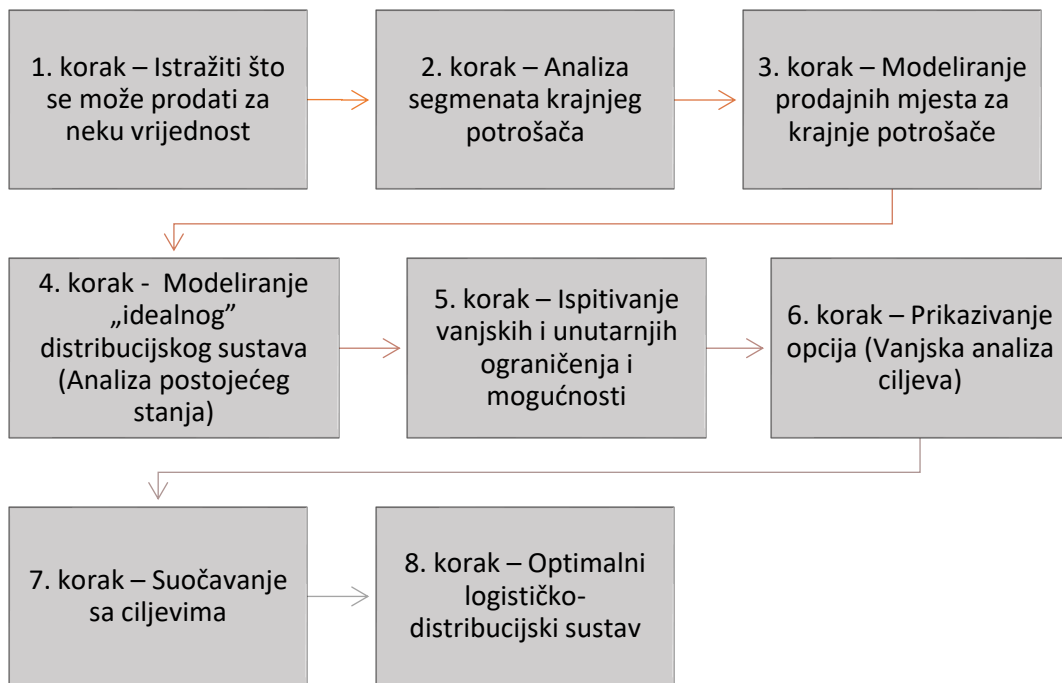 1. korak – Istražiti što
se može prodati za
neku vrijednost
2. korak – Analiza
segmenata krajnjeg
potrošača
3. korak – Modeliranje
prodajnih mjesta za
krajnje potrošače
4. korak - Modeliranje
„idealnog”
distribucijskog sustava
(Analiza postojećeg
stanja)
5. korak – Ispitivanje
vanjskih i unutarnjih
ograničenja i
mogućnosti
6. korak – Prikazivanje
opcija (Vanjska analiza
ciljeva)
7. korak – Suočavanje
sa ciljevima
8. korak – Optimalni
logističko-
distribucijski sustav